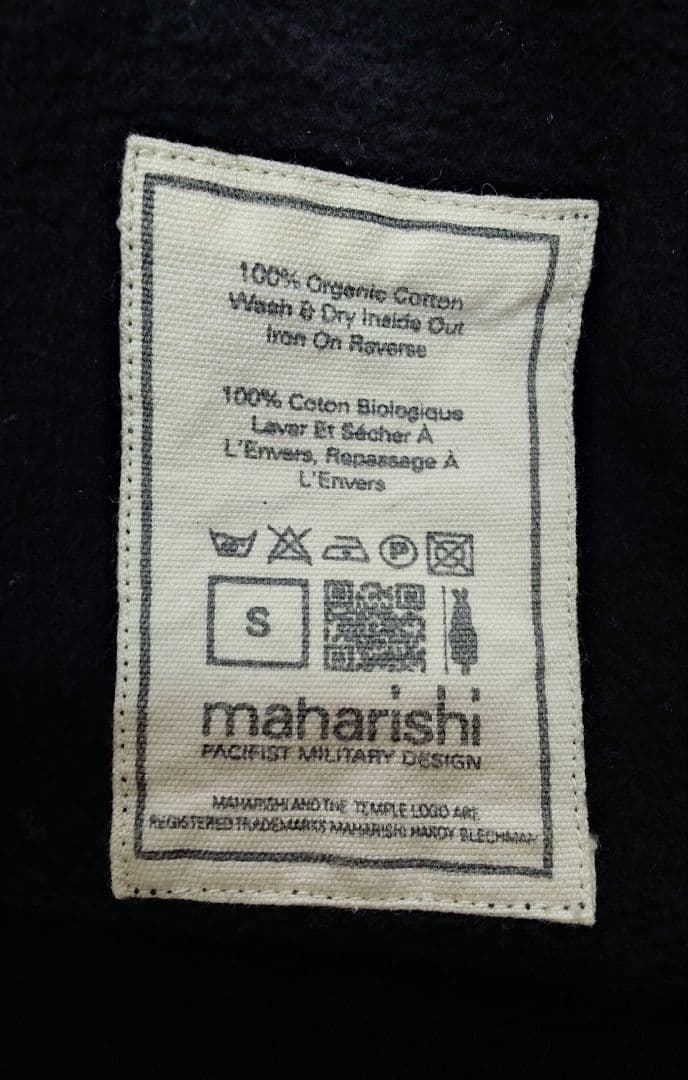 100% Organic Cotton
Wash & Dry Inside Out
Iron On Reverse
100% Coton Biologique
Laver Et Sécher À
L'Envers, Repassage À
L'Envers
P
S
maharishi
PACIFIST MILITARY DESIGN
MAHARISHI AND THE TEMPLE LOGO ARE
REGISTERED TRADEMARKS MAHARISHI HARDY BLECHMAN